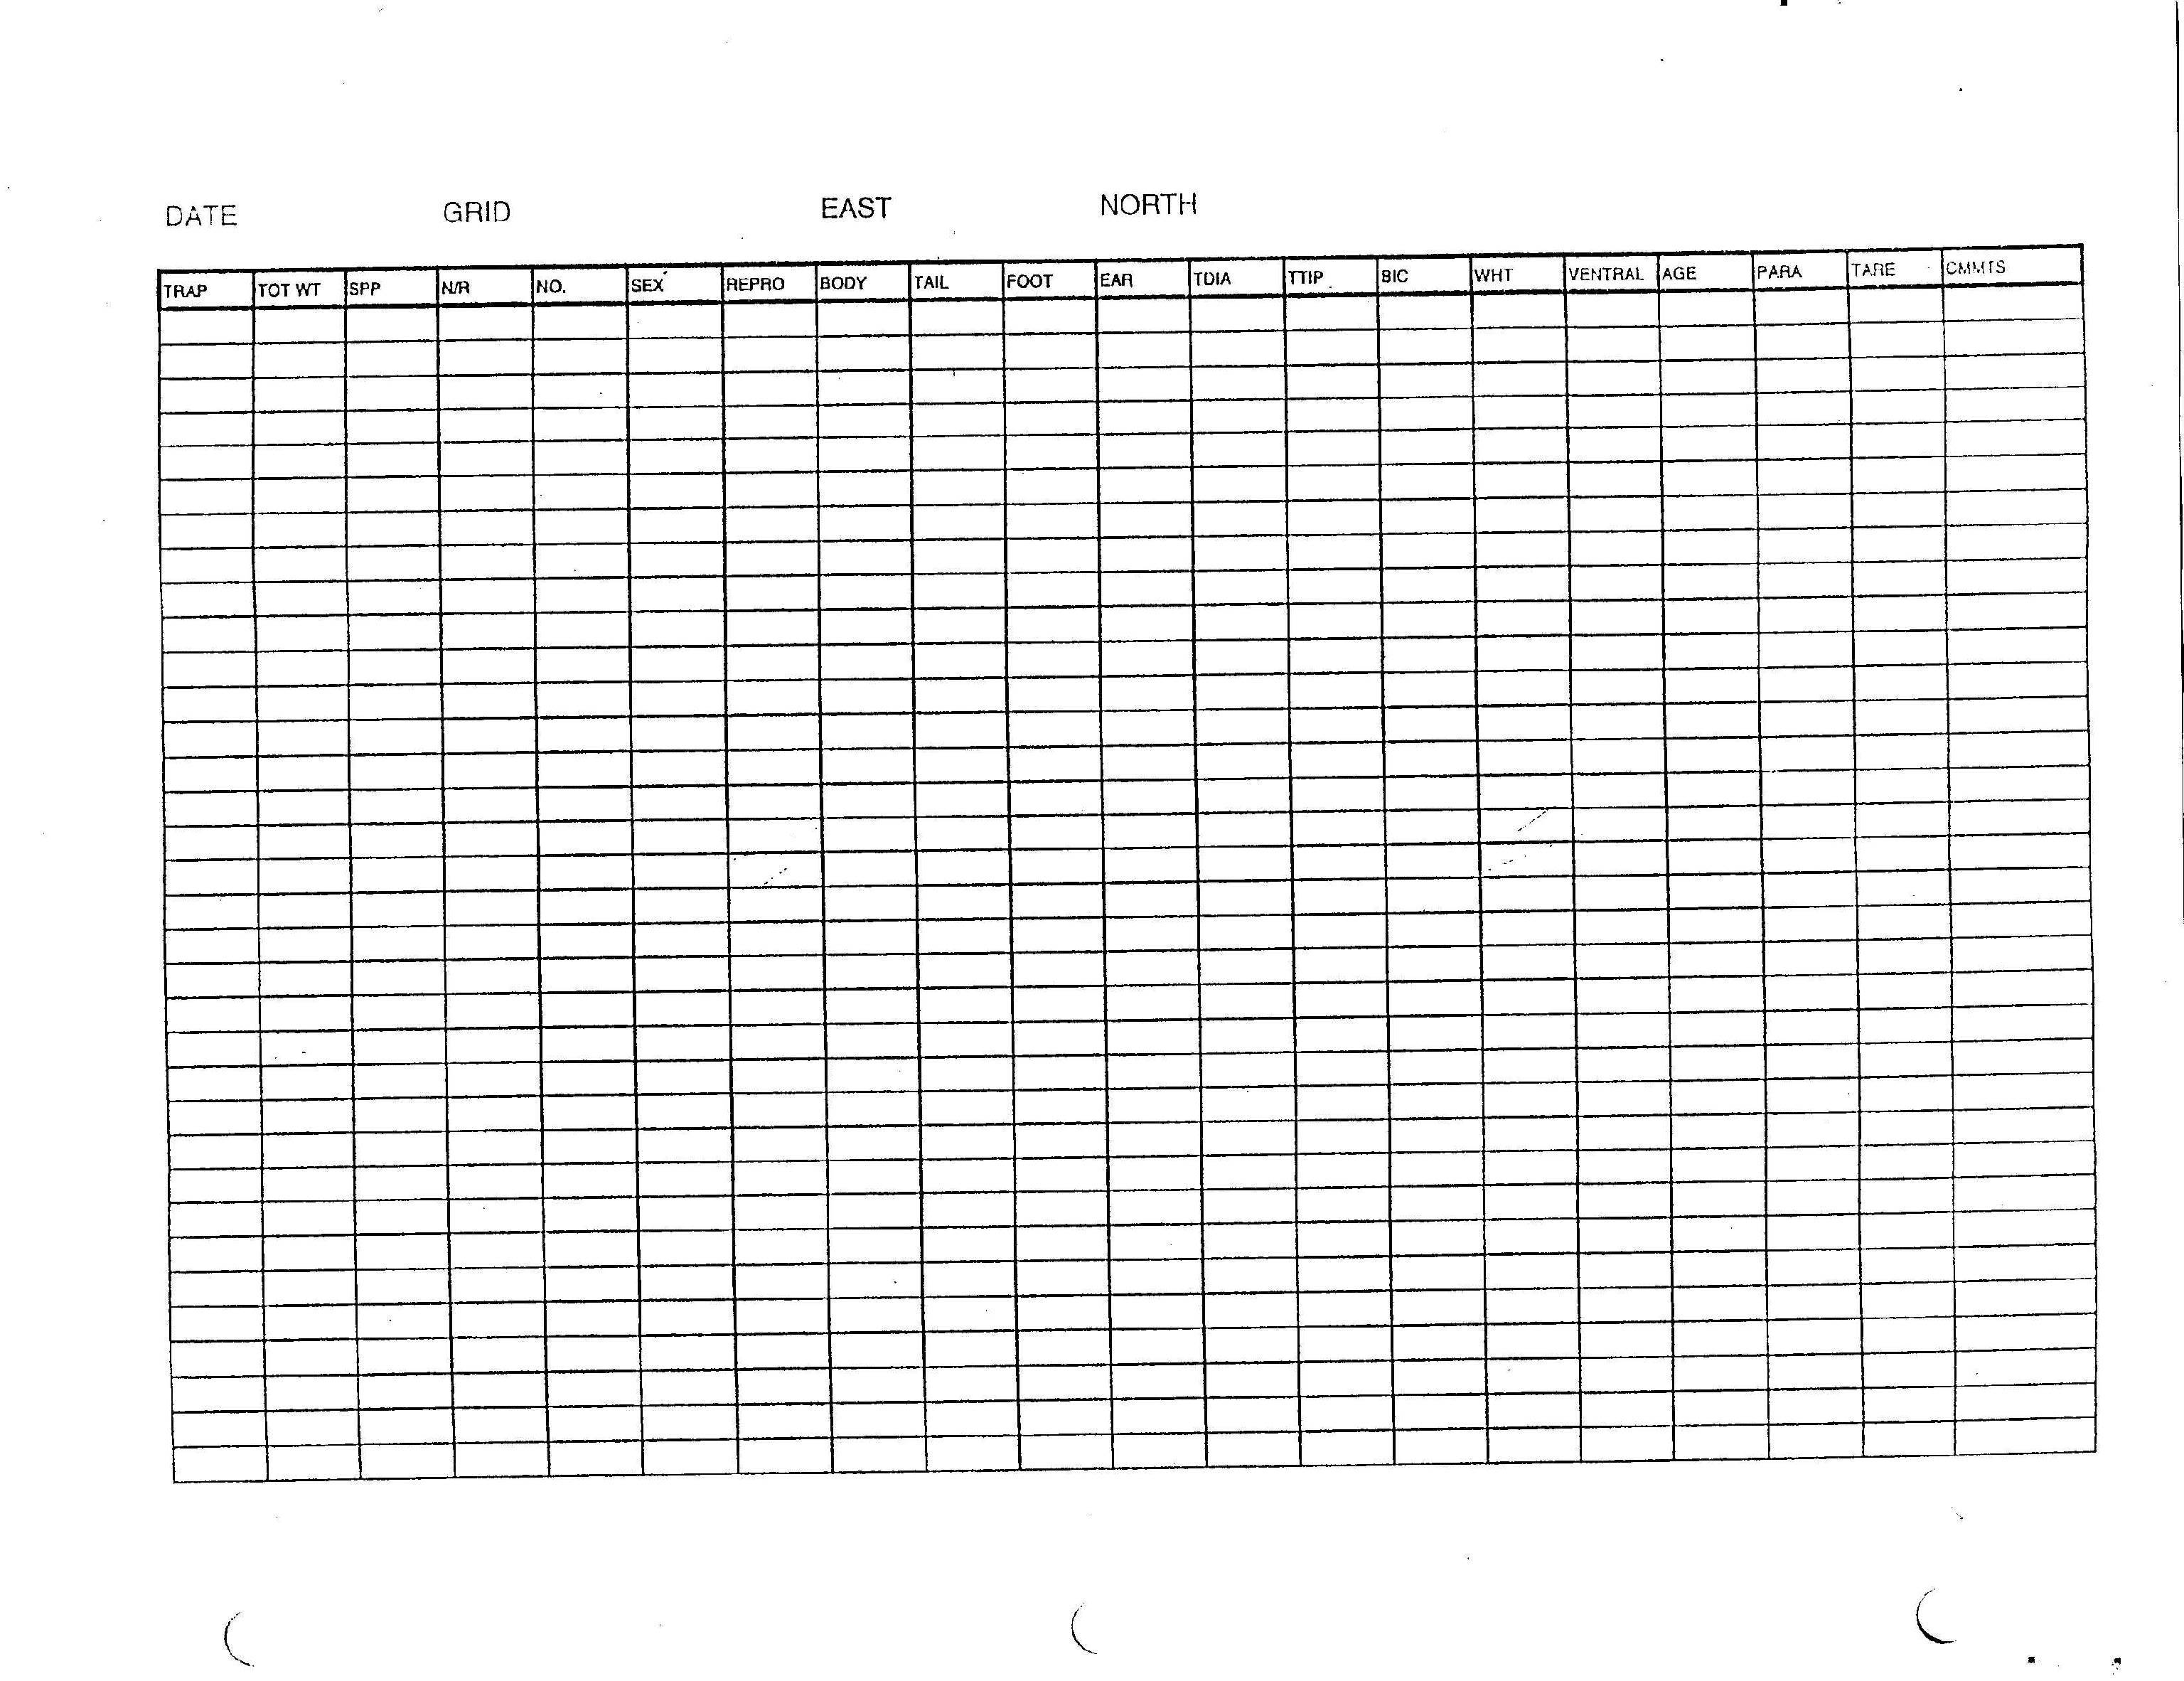 DATE GRID EAST NORTH
TRAP TOT WT SPP N/R NO. SEX REPRO BODY TAIL FOOT EAR TDIA TTIP BIC WHT VENTRAL AGE PARA TARE CMMTS